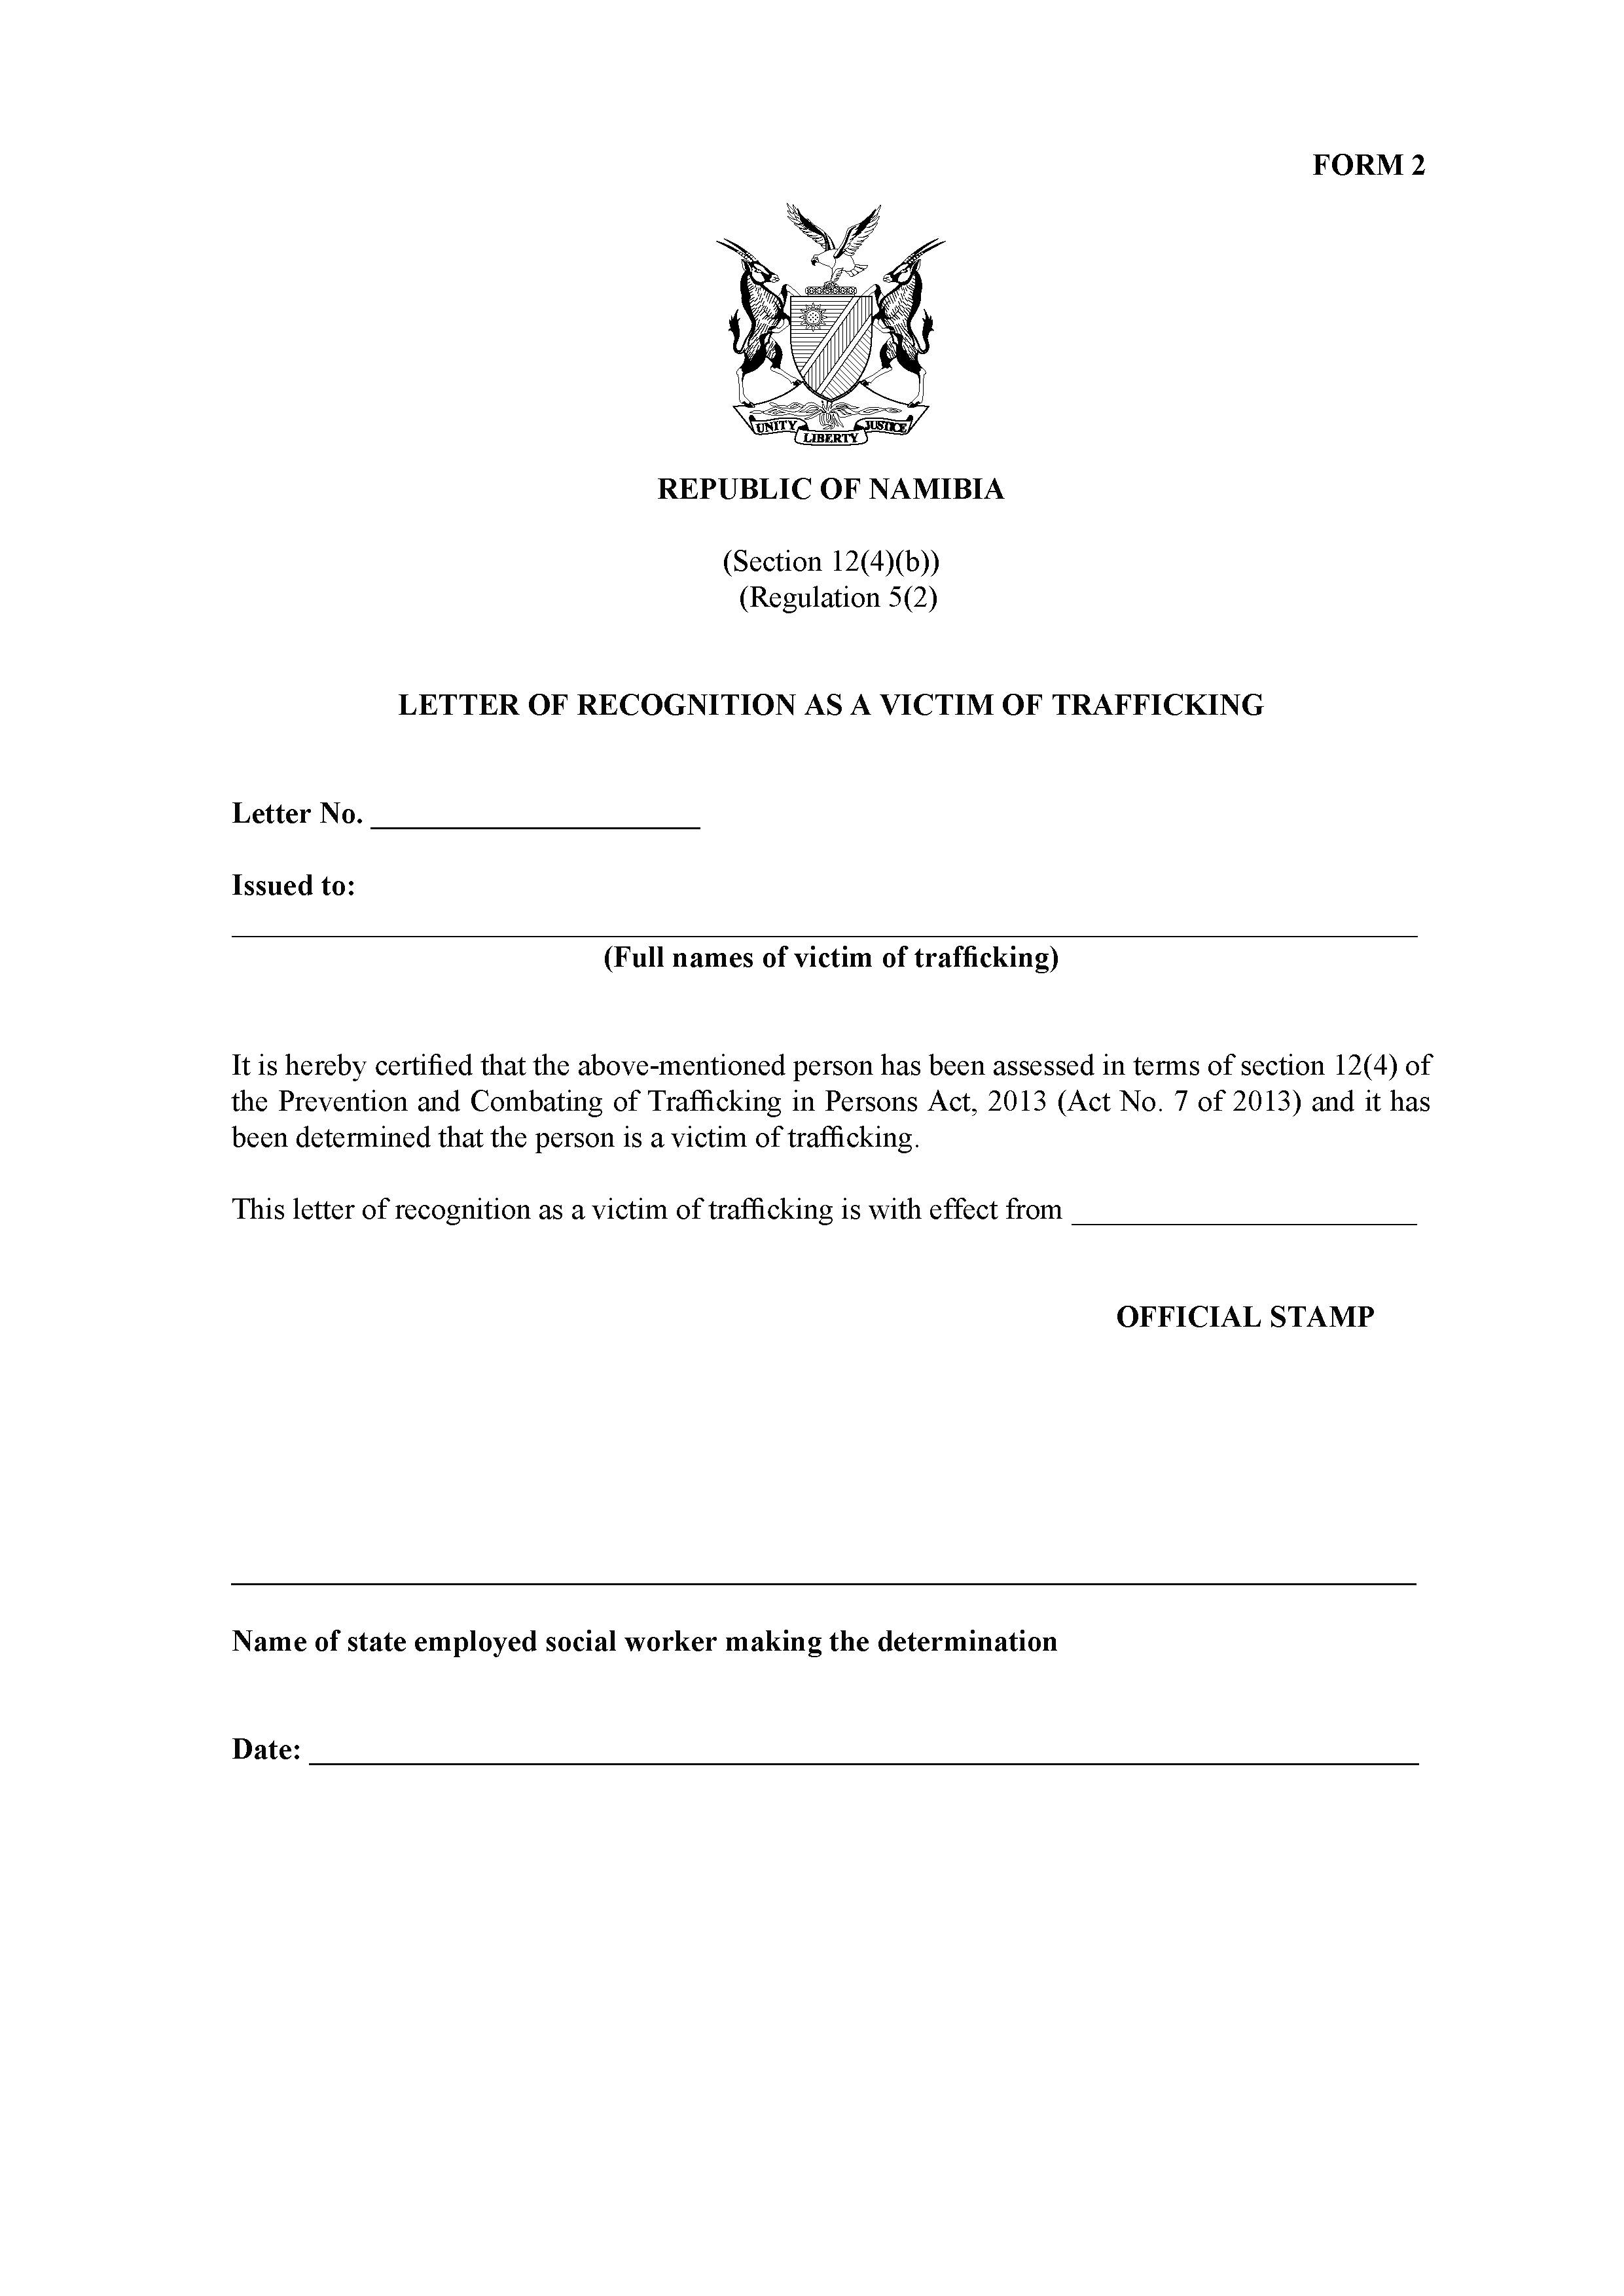 FORM 2
UNITY LIBERTY JUSTICE
REPUBLIC OF NAMIBIA
(Section 12(4)(b))
(Regulation 5(2)
LETTER OF RECOGNITION AS A VICTIM OF TRAFFICKING
Letter No. ______________________
Issued to:
(Full names of victim of trafficking)
It is hereby certified that the above-mentioned person has been assessed in terms of section 12(4) of
the Prevention and Combating of Trafficking in Persons Act, 2013 (Act No. 7 of 2013) and it has
been determined that the person is a victim of trafficking.
This letter of recognition as a victim of trafficking is with effect from _______________________
OFFICIAL STAMP
Name of state employed social worker making the determination
Date: ______________________